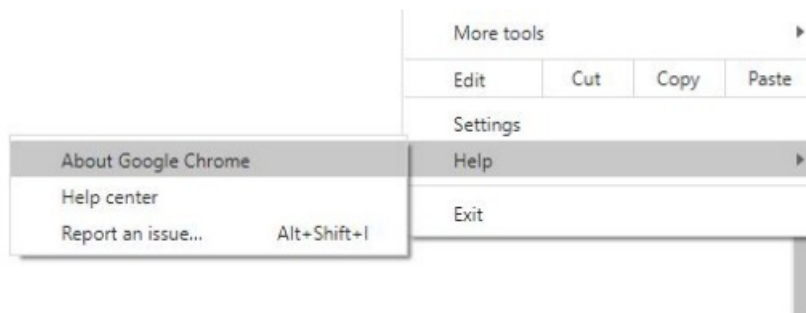 More tools
Edit Cut Copy Paste
Settings
About Google Chrome Help
Help center
Report an issue... Alt+Shift+I
Exit